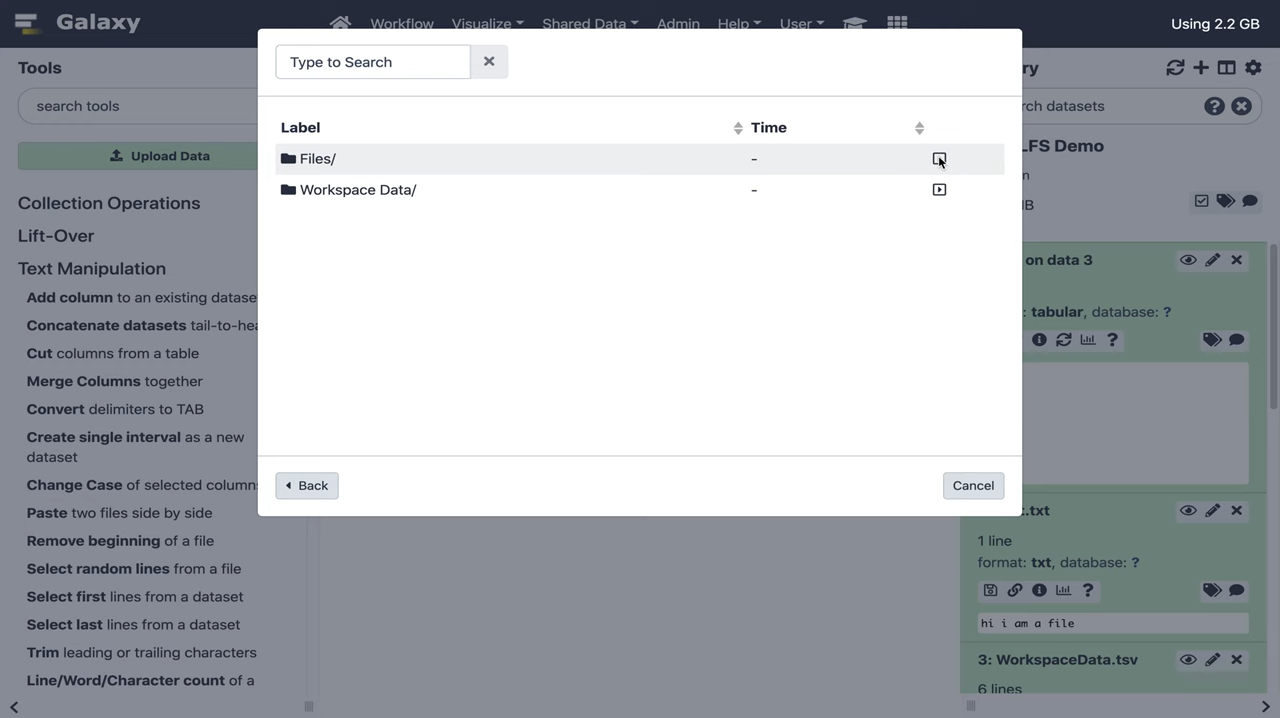 Galaxy
Workflow
Visualize
Shared Data
Admin
Help
User
Using 2.2 GB
Tools
search tools
Upload Data
Collection Operations
Lift-Over
Text Manipulation
Add column to an existing datase
Concatenate datasets tail-to-hea
Cut columns from a table
Merge Columns together
Convert delimiters to TAB
Create single interval as a new
dataset
Change Case of selected column
Paste two files side by side
Remove beginning of a file
Select random lines from a file
Select first lines from a dataset
Select last lines from a dataset
Trim leading or trailing characters
Line/Word/Character count of a
Type to Search
Label Time
Files/ -
Workspace Data/ -
Back
Cancel
ry
rch datasets
LFS Demo
n
B
on data 3
: tabular, database: ?
.txt
1 line
format: txt, database: ?
hi i am a file
3: WorkspaceData.tsv
6 lines